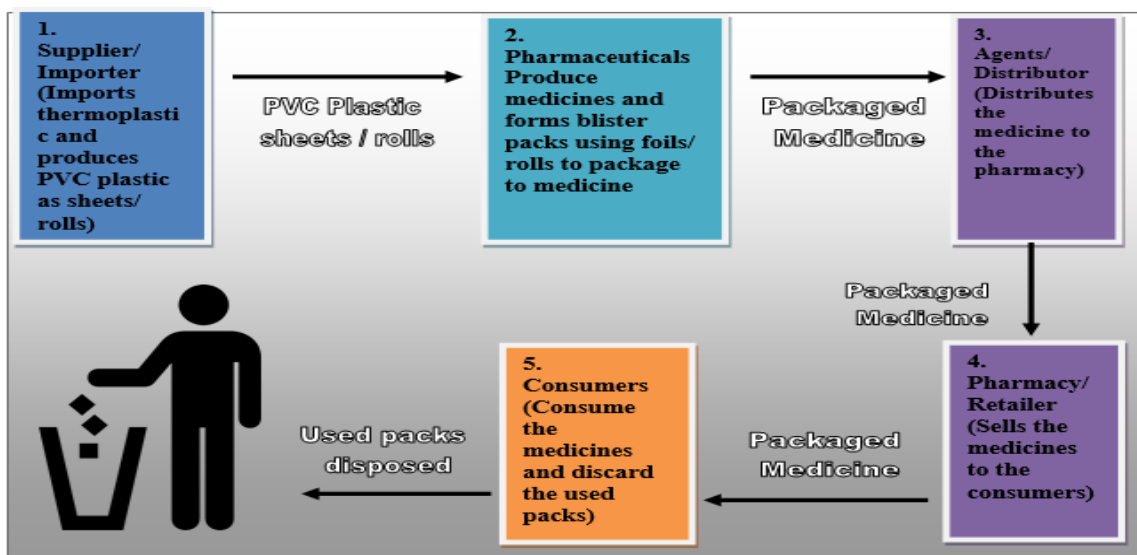 1.
Supplier/
Importer
(Imports
thermoplasti
c and
produces
PVC plastic
as sheets/
rolls)
PVC Plastic
sheets / rolls
2.
Pharmaceuticals
Produce
medicines and
forms blister
packs using foils/
rolls to package
to medicine
Packaged
Medicine
3.
Agents/
Distributor
(Distributes
the
medicine to
the
pharmacy)
Packaged
Medicine
4.
Pharmacy/
Retailer
(Sells the
medicines
to the
consumers)
Packaged
Medicine
5.
Consumers
(Consume
the
medicines
and discard
the used
packs)
Used packs
disposed